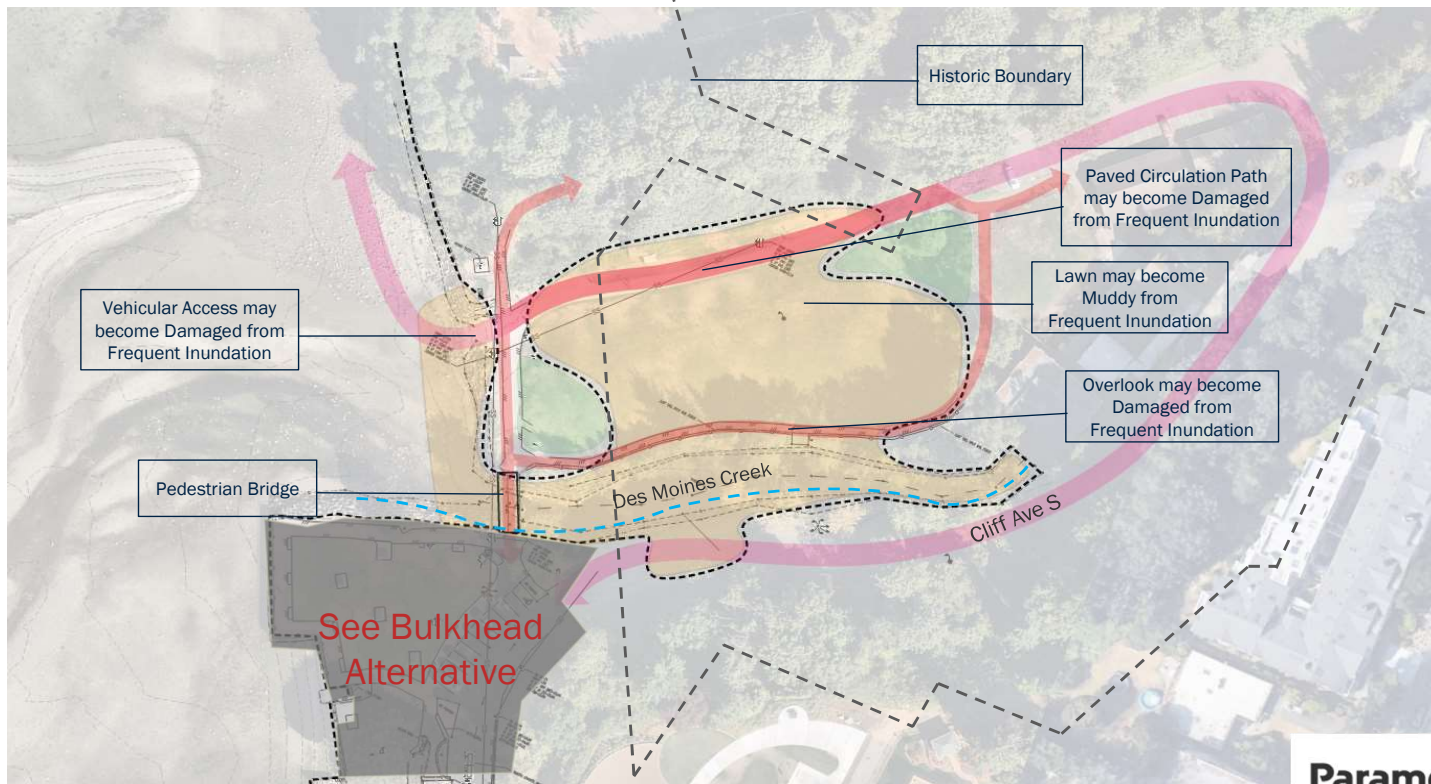 Historic Boundary
Paved Circulation Path
may become Damaged
from Frequent Inundation
Lawn may become
Muddy from
Frequent Inundation
Vehicular Access may
become Damaged from
Frequent Inundation
Overlook may become
Damaged from
Frequent Inundation
Pedestrian Bridge
Des Moines Creek
Cliff Ave S
See Bulkhead
Alternative